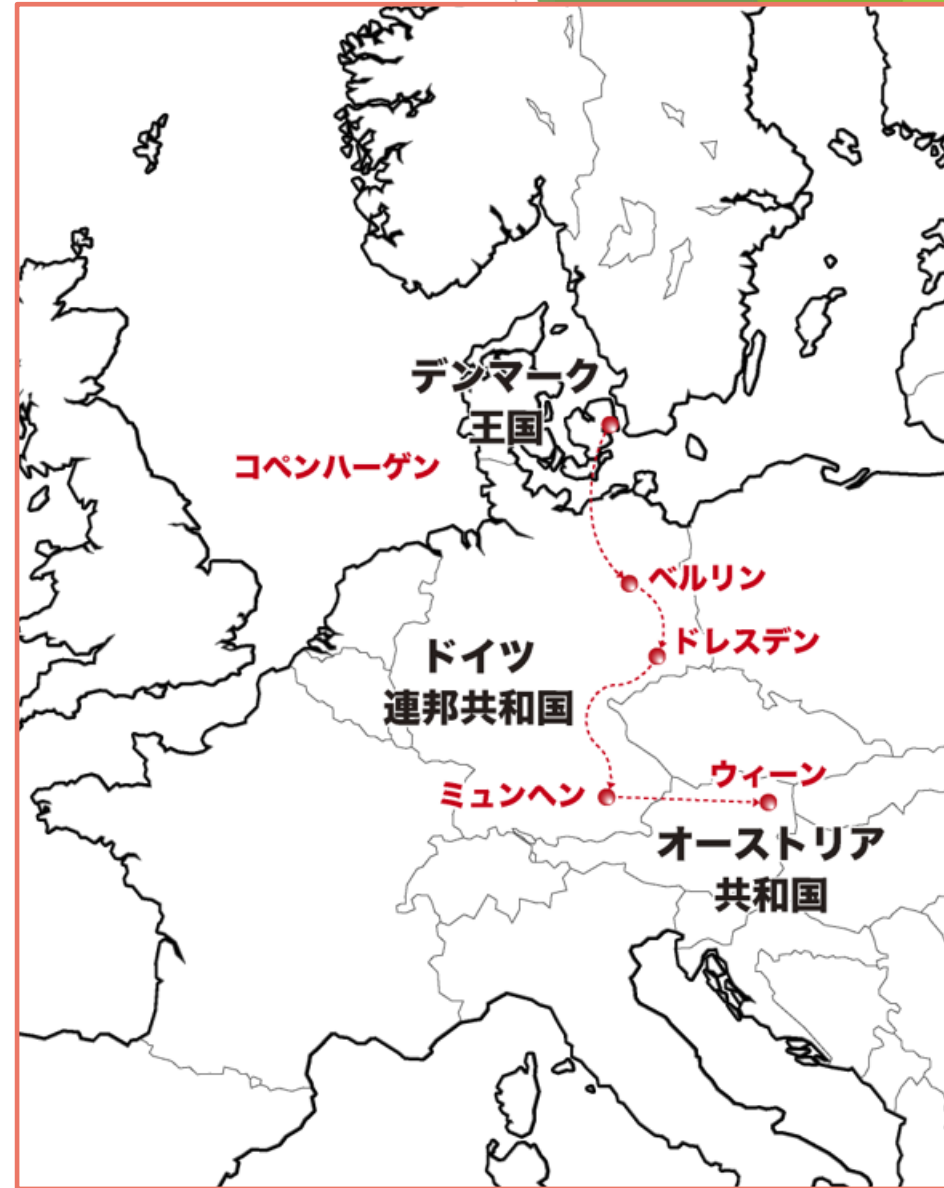 デンマーク
王国
コペンハーゲン
ベルリン
ドレスデン
ドイツ
連邦共和国
ウィーン
ミュンヘン
オーストリア
共和国